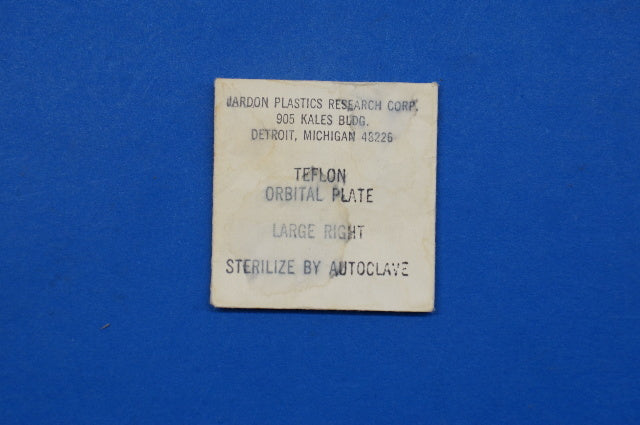 JARDON PLASTICS RESEARCH CORP.
905 KALES BLDG.
DETROIT, MICHIGAN 48226
TEFLON
ORBITAL PLATE
LARGE RIGHT
STERILIZE BY AUTOCLAVE